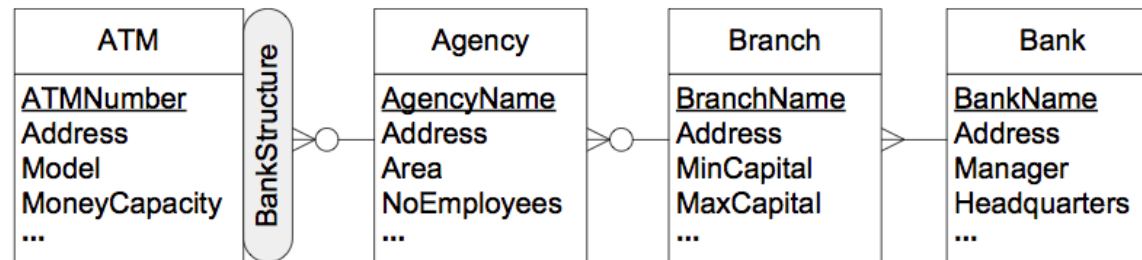 ATM
ATMNumber
Address
Model
MoneyCapacity
...
BankStructure
Agency
AgencyName
Address
Area
NoEmployees
...
Branch
BranchName
Address
MinCapital
MaxCapital
...
Bank
BankName
Address
Manager
Headquarters
...